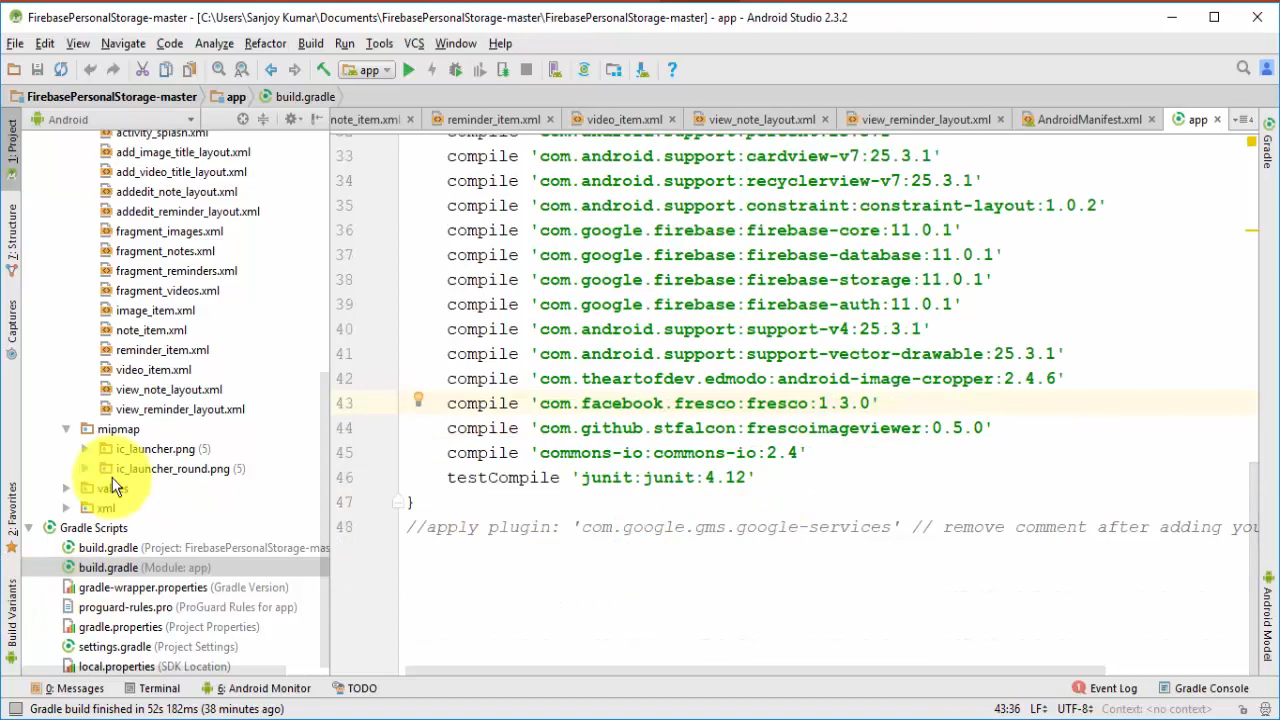 FirebasePersonalStorage-master - [C:\Users\Sanjoy Kumar\Documents\FirebasePersonalStorage-master\FirebasePersonalStorage-master] - app - Android Studio 2.3.2
File Edit View Navigate Code Analyze Refactor Build Run Tools VCS Window Help
app
FirebasePersonalStorage-master app build.gradle
Android
note_item.xml reminder_item.xml video_item.xml view_note_layout.xml view_reminder_layout.xml AndroidManifest.xml app 4
1: Project
7: Structure
Captures
2: Favorites
Build Variants
activity_splash.xml
add_image_title_layout.xml
add_video_title_layout.xml
addedit_note_layout.xml
addedit_reminder_layout.xml
fragment_images.xml
fragment_notes.xml
fragment_reminders.xml
fragment_videos.xml
image_item.xml
note_item.xml
reminder_item.xml
video_item.xml
view_note_layout.xml
view_reminder_layout.xml
mipmap
ic_launcher.png (5)
ic_launcher_round.png (5)
values
xml
Gradle Scripts
build.gradle (Project: FirebasePersonalStorage-mas
build.gradle (Module: app)
gradle-wrapper.properties (Gradle Version)
proguard-rules.pro (ProGuard Rules for app)
gradle.properties (Project Properties)
settings.gradle (Project Settings)
local.properties (SDK Location)
33 compile 'com.android.support:cardview-v7:25.3.1'
34 compile 'com.android.support:recyclerview-v7:25.3.1'
35 compile 'com.android.support.constraint:constraint-layout:1.0.2'
36 compile 'com.google.firebase:firebase-core:11.0.1'
37 compile 'com.google.firebase:firebase-database:11.0.1'
38 compile 'com.google.firebase:firebase-storage:11.0.1'
39 compile 'com.google.firebase:firebase-auth:11.0.1'
40 compile 'com.android.support:support-v4:25.3.1'
41 compile 'com.android.support:support-vector-drawable:25.3.1'
42 compile 'com.theartofdev.edmodo:android-image-cropper:2.4.6'
43 compile 'com.facebook.fresco:fresco:1.3.0'
44 compile 'com.github.stfalcon:frescoimageviewer:0.5.0'
45 compile 'commons-io:commons-io:2.4'
46 testCompile 'junit:junit:4.12'
47 }
48 //apply plugin: 'com.google.gms.google-services' // remove comment after adding you
Gradle
Android Model
0: Messages Terminal 6: Android Monitor TODO Event Log Gradle Console
Gradle build finished in 52s 182ms (38 minutes ago) 43:36 LF÷ UTF-8÷ Context: <no context>